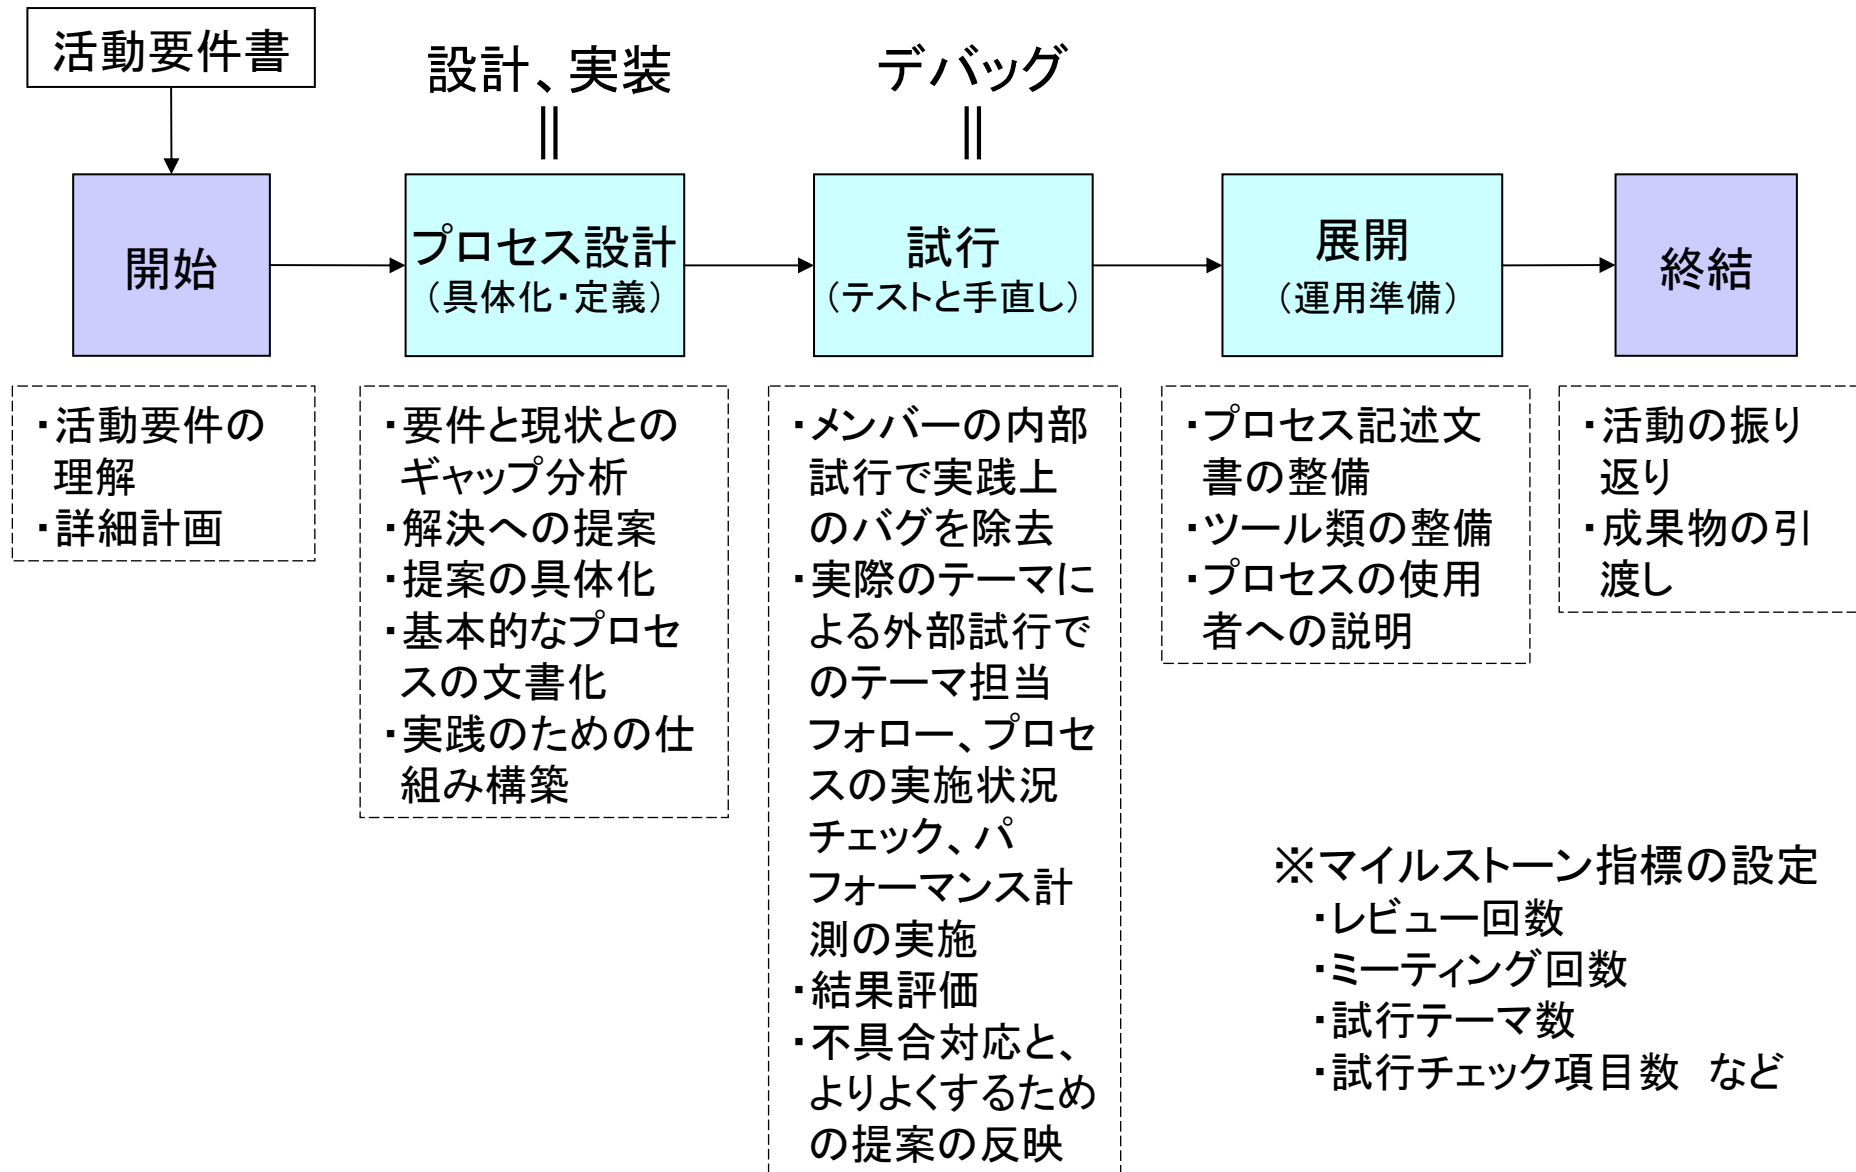 活動要件書
設計、実装
デバッグ
開始
プロセス設計
（具体化・定義）
試行
（テストと手直し）
展開
（運用準備）
終結
・活動要件の
理解
・詳細計画
・要件と現状との
ギャップ分析
・解決への提案
・提案の具体化
・基本的なプロセ
スの文書化
・実践のための仕
組み構築
・メンバーの内部
試行で実践上
のバグを除去
・実際のテーマに
よる外部試行で
のテーマ担当
フォロー、プロセ
スの実施状況
チェック、パ
フォーマンス計
測の実施
・結果評価
・不具合対応と、
よりよくするため
の提案の反映
・プロセス記述文
書の整備
・ツール類の整備
・プロセスの使用
者への説明
・活動の振り
返り
・成果物の引
渡し
※マイルストーン指標の設定
・レビュー回数
・ミーティング回数
・試行テーマ数
・試行チェック項目数　など